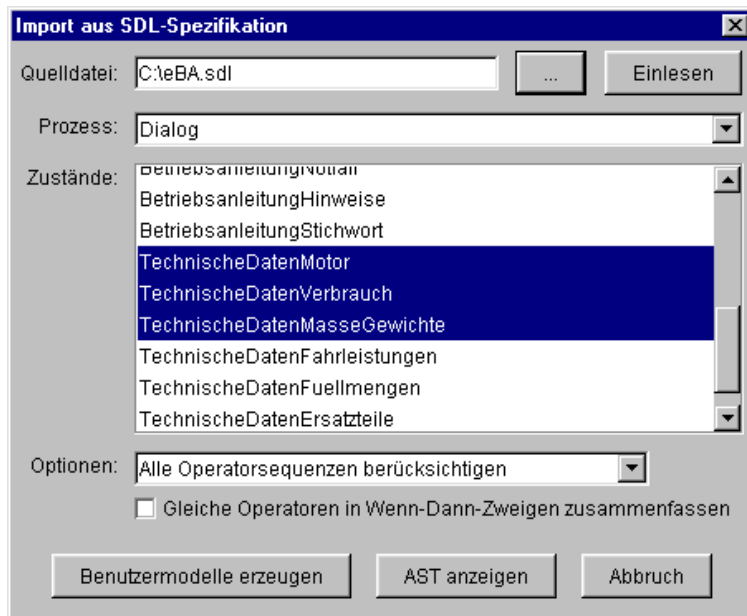 Import aus SDL-Spezifikation
Quelldatei: C:\eBA.sdl ... Einlesen
Prozess: Dialog
Zustände: BetriebsanleitungNotfall
BetriebsanleitungHinweise
BetriebsanleitungStichwort
TechnischeDatenMotor
TechnischeDatenVerbrauch
TechnischeDatenMasseGewichte
TechnischeDatenFahrleistungen
TechnischeDatenFuellmengen
TechnischeDatenErsatzteile
Optionen: Alle Operatorsequenzen berücksichtigen
Gleiche Operatoren in Wenn-Dann-Zweigen zusammenfassen
Benutzermodelle erzeugen AST anzeigen Abbruch